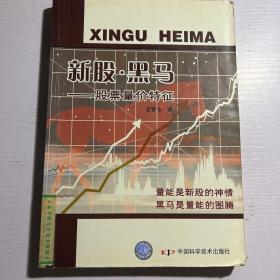 XINGU HEIMA
新股·黑马
——股票量价特征
量能是新股的神情
黑马是量能的图腾
中国科学技术出版社